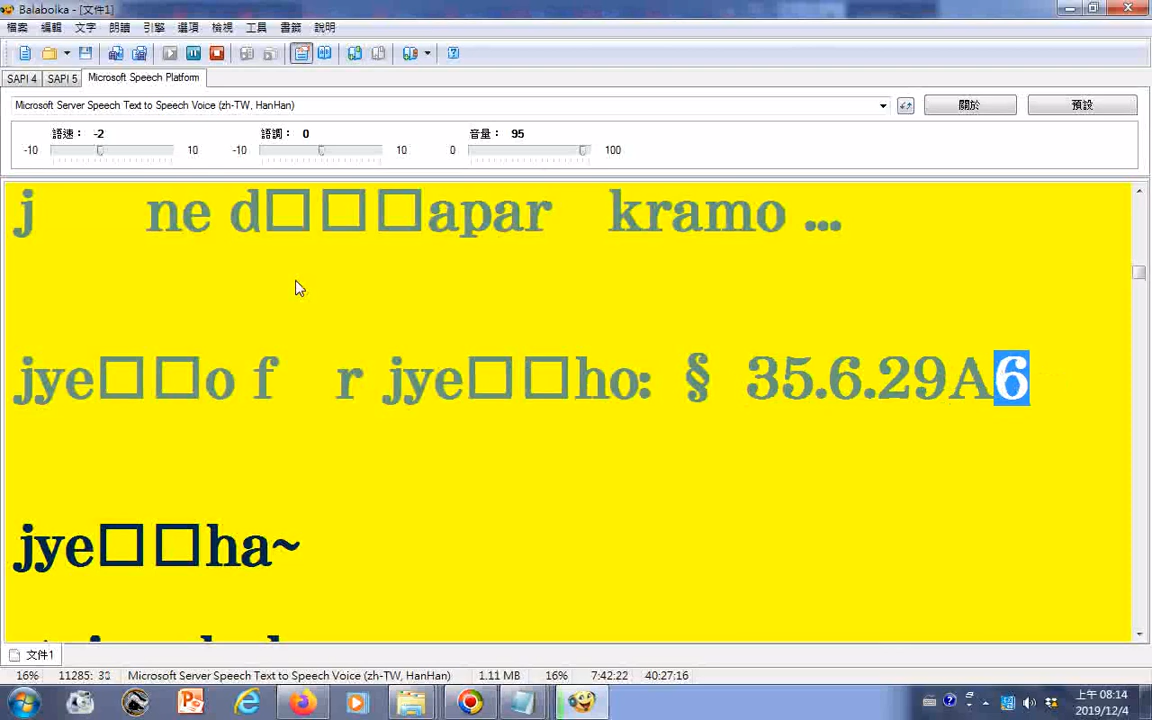 Balabolka - [文件1]
檔案 編輯 文字 朗讀 引擎 選項 檢視 工具 書籤 說明
SAPI 4 SAPI 5 Microsoft Speech Platform
Microsoft Server Speech Text to Speech Voice (zh-TW, HanHan) 關於 預設
語速： -2 語調： 0 音量： 95
-10 10 -10 10 0 100
j ne d□□□apar kramo ...
jye□□o f r jye□□ho: § 35.6.29A6
jye□□ha~
文件1
16% 11285: 33 Microsoft Server Speech Text to Speech Voice (zh-TW, HanHan) 1.11 MB 16% 7:42:22 40:27:16
上午 08:14
2019/12/4